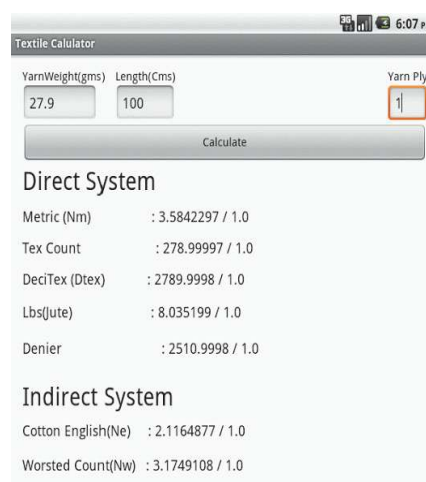 3G 6:07 P
Textile Calulator
YarnWeight(gms) Length(Cms) Yarn Ply
27.9 100 1
Calculate
Direct System
Metric (Nm) : 3.5842297 / 1.0
Tex Count : 278.99997 / 1.0
DeciTex (Dtex) : 2789.9998 / 1.0
Lbs(Jute) : 8.035199 / 1.0
Denier : 2510.9998 / 1.0
Indirect System
Cotton English(Ne) : 2.1164877 / 1.0
Worsted Count(Nw) : 3.1749108 / 1.0